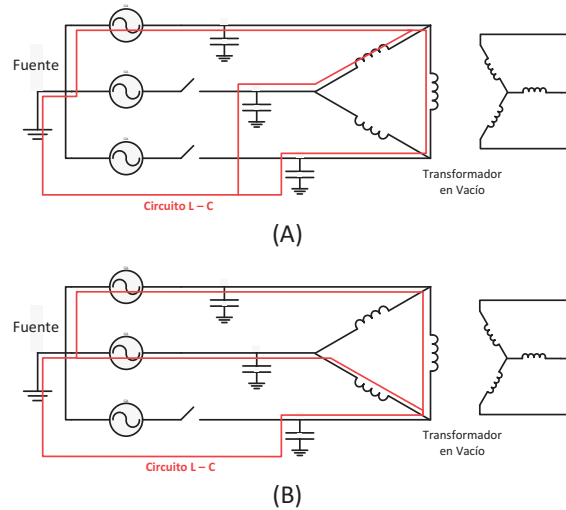 Fuente
Circuito L – C
Transformador
en Vacío
(A)
Fuente
Circuito L – C
Transformador
en Vacío
(B)